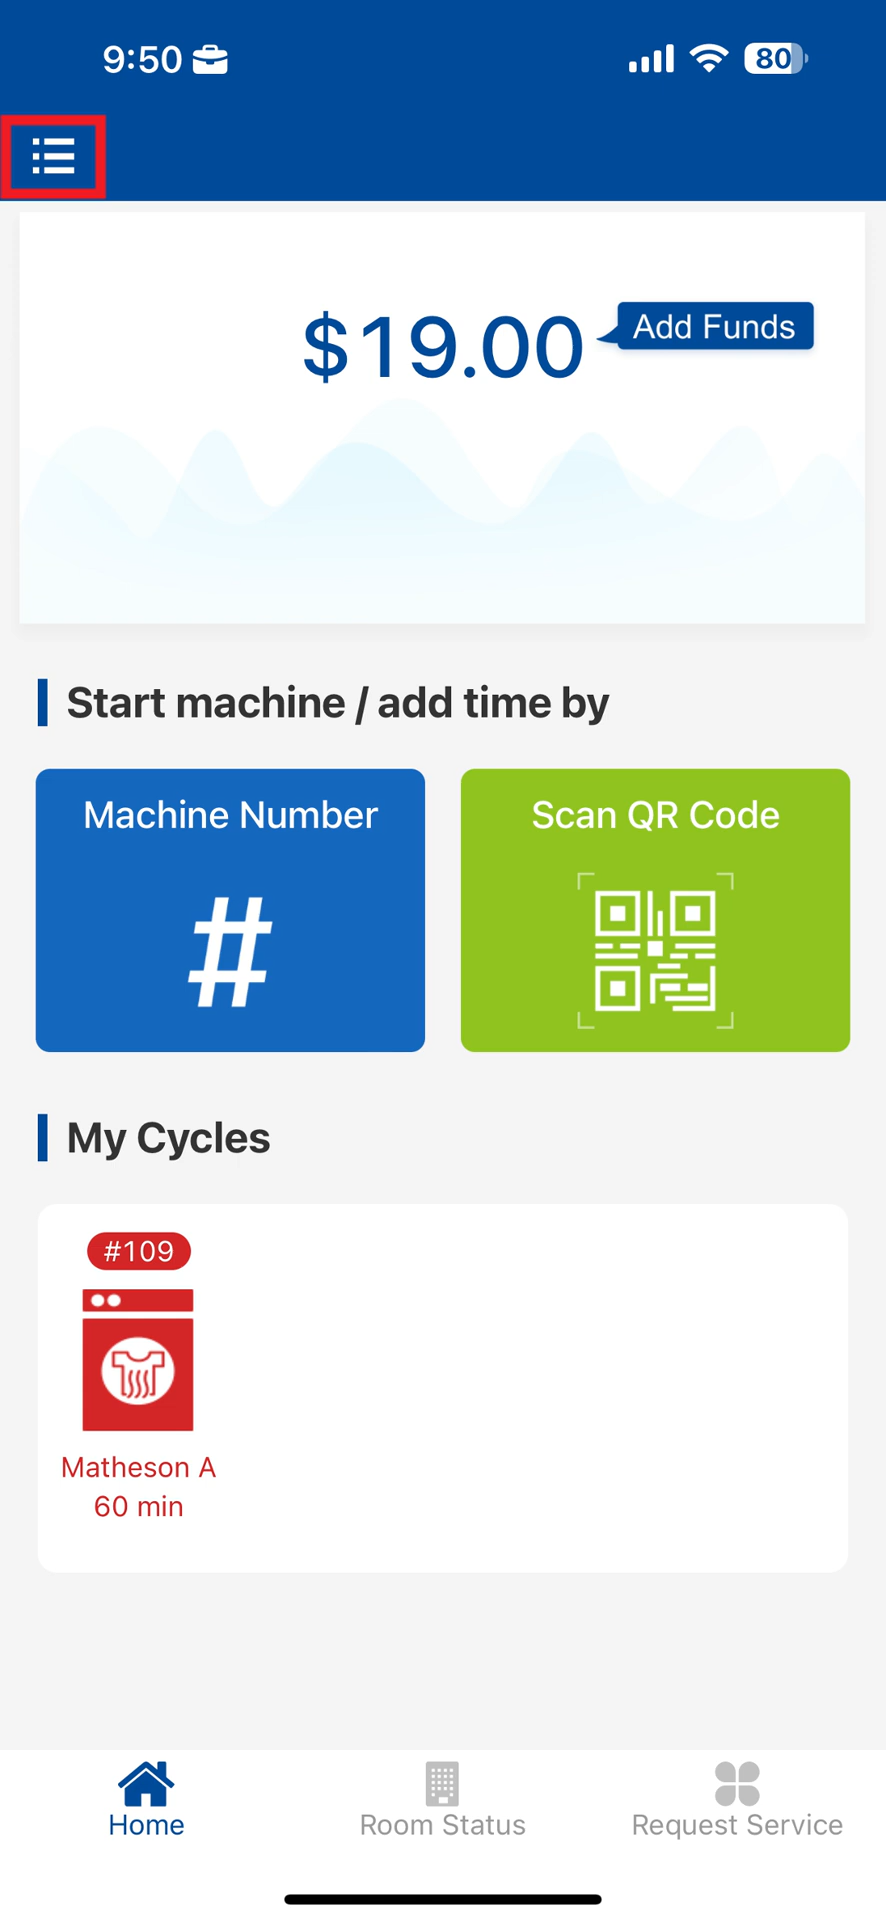 9:50
80
$19.00
Add Funds
Start machine / add time by
Machine Number
Scan QR Code
#
My Cycles
#109
Matheson A
60 min
Home
Room Status
Request Service